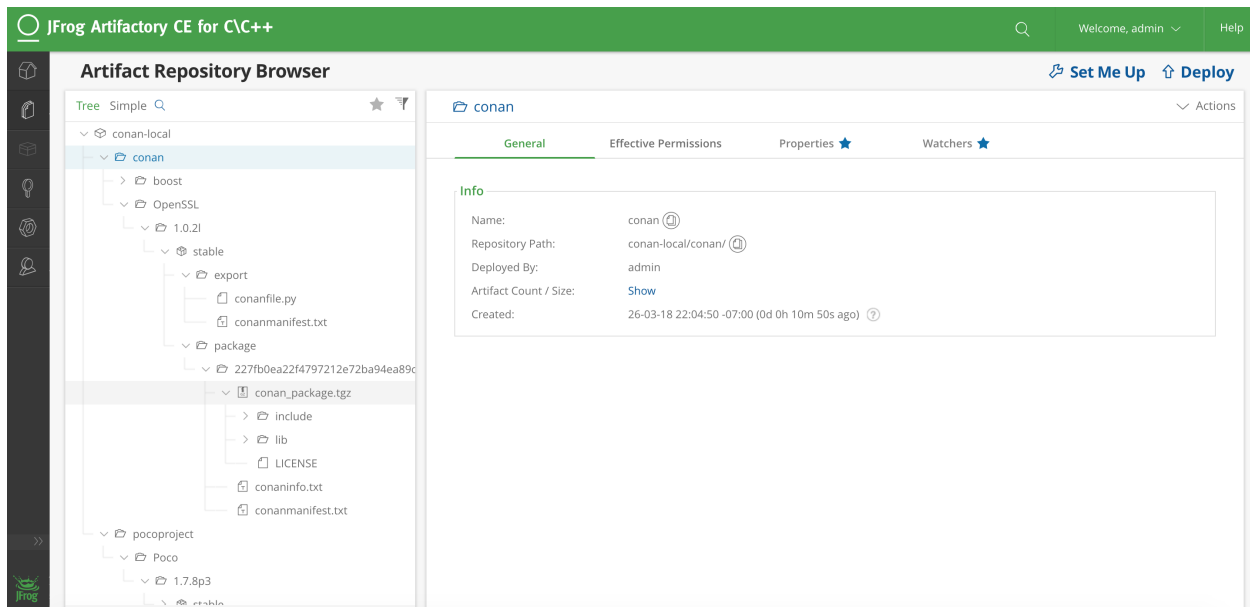 JFrog Artifactory CE for C\C++
Welcome, admin
Help
Artifact Repository Browser
Set Me Up
Deploy
Tree Simple
conan-local
conan
boost
OpenSSL
1.0.2l
stable
export
conanfile.py
conanmanifest.txt
package
227fb0ea22f4797212e72ba94ea89c
conan_package.tgz
include
lib
LICENSE
conaninfo.txt
conanmanifest.txt
pocoproject
Poco
1.7.8p3
stable
JFrog
conan
Actions
General Effective Permissions Properties Watchers
Info
Name: conan
Repository Path: conan-local/conan/
Deployed By: admin
Artifact Count / Size: Show
Created: 26-03-18 22:04:50 -07:00 (0d 0h 10m 50s ago) ?